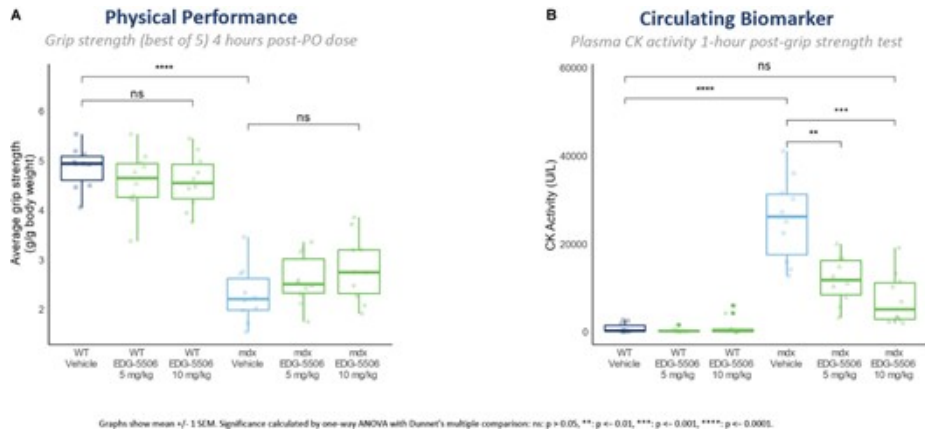 A
Physical Performance
Grip strength (best of 5) 4 hours post-PO dose
****
ns
ns
6
5
4
3
2
Average grip strength
(g/g body weight)
WT
Vehicle
WT
EDG-5506
5 mg/kg
WT
EDG-5506
10 mg/kg
mdx
Vehicle
mdx
EDG-5506
5 mg/kg
mdx
EDG-5506
10 mg/kg
B
Circulating Biomarker
Plasma CK activity 1-hour post-grip strength test
ns
****
***
**
60000
40000
20000
0
CK Activity (U/L)
WT
Vehicle
WT
EDG-5506
5 mg/kg
WT
EDG-5506
10 mg/kg
mdx
Vehicle
mdx
EDG-5506
5 mg/kg
mdx
EDG-5506
10 mg/kg
Graphs show mean +/- 1 SEM. Significance calculated by one-way ANOVA with Dunnet's multiple comparison: ns: p > 0.05, **: p <- 0.01, ***: p <- 0.001, ****: p <- 0.0001.